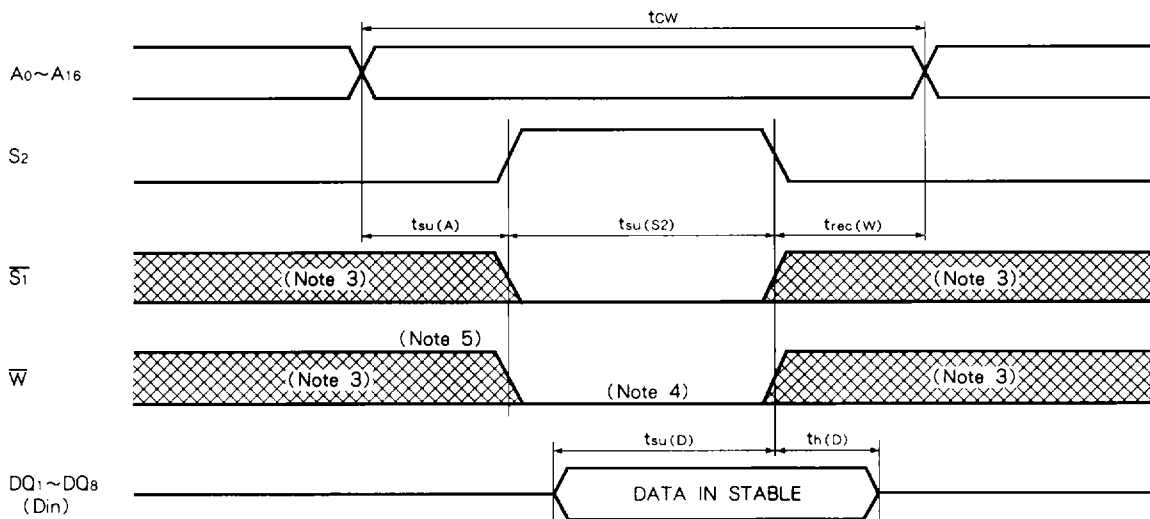 tCW
A0~A16
S2
tsu(A) tsu(S2) trec(W)
S̅1̅ (Note 3) (Note 3)
(Note 5)
W̅ (Note 3) (Note 4) (Note 3)
tsu(D) th(D)
DQ1~DQ8
(Din) DATA IN STABLE